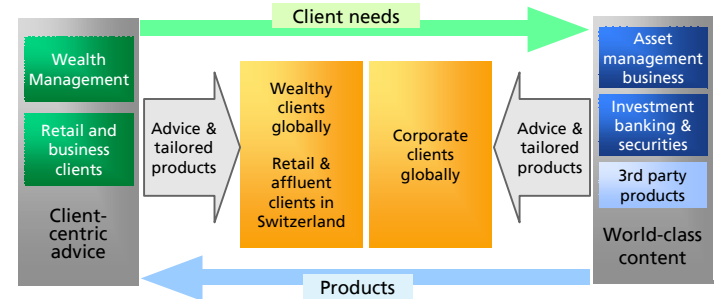 Client needs
Wealth
Management
Retail and
business
clients
Client-
centric
advice
Advice &
tailored
products
Wealthy
clients
globally
Retail &
affluent
clients in
Switzerland
Corporate
clients
globally
Advice &
tailored
products
Asset
management
business
Investment
banking &
securities
3rd party
products
World-class
content
Products